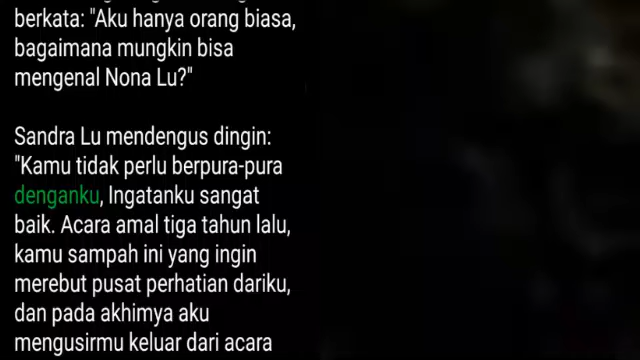 berkata: "Aku hanya orang biasa,
bagaimana mungkin bisa
mengenal Nona Lu?"
Sandra Lu mendengus dingin:
"Kamu tidak perlu berpura-pura
denganku, Ingatanku sangat
baik. Acara amal tiga tahun lalu,
kamu sampah ini yang ingin
merebut pusat perhatian dariku,
dan pada akhimya aku
mengusirmu keluar dari acara